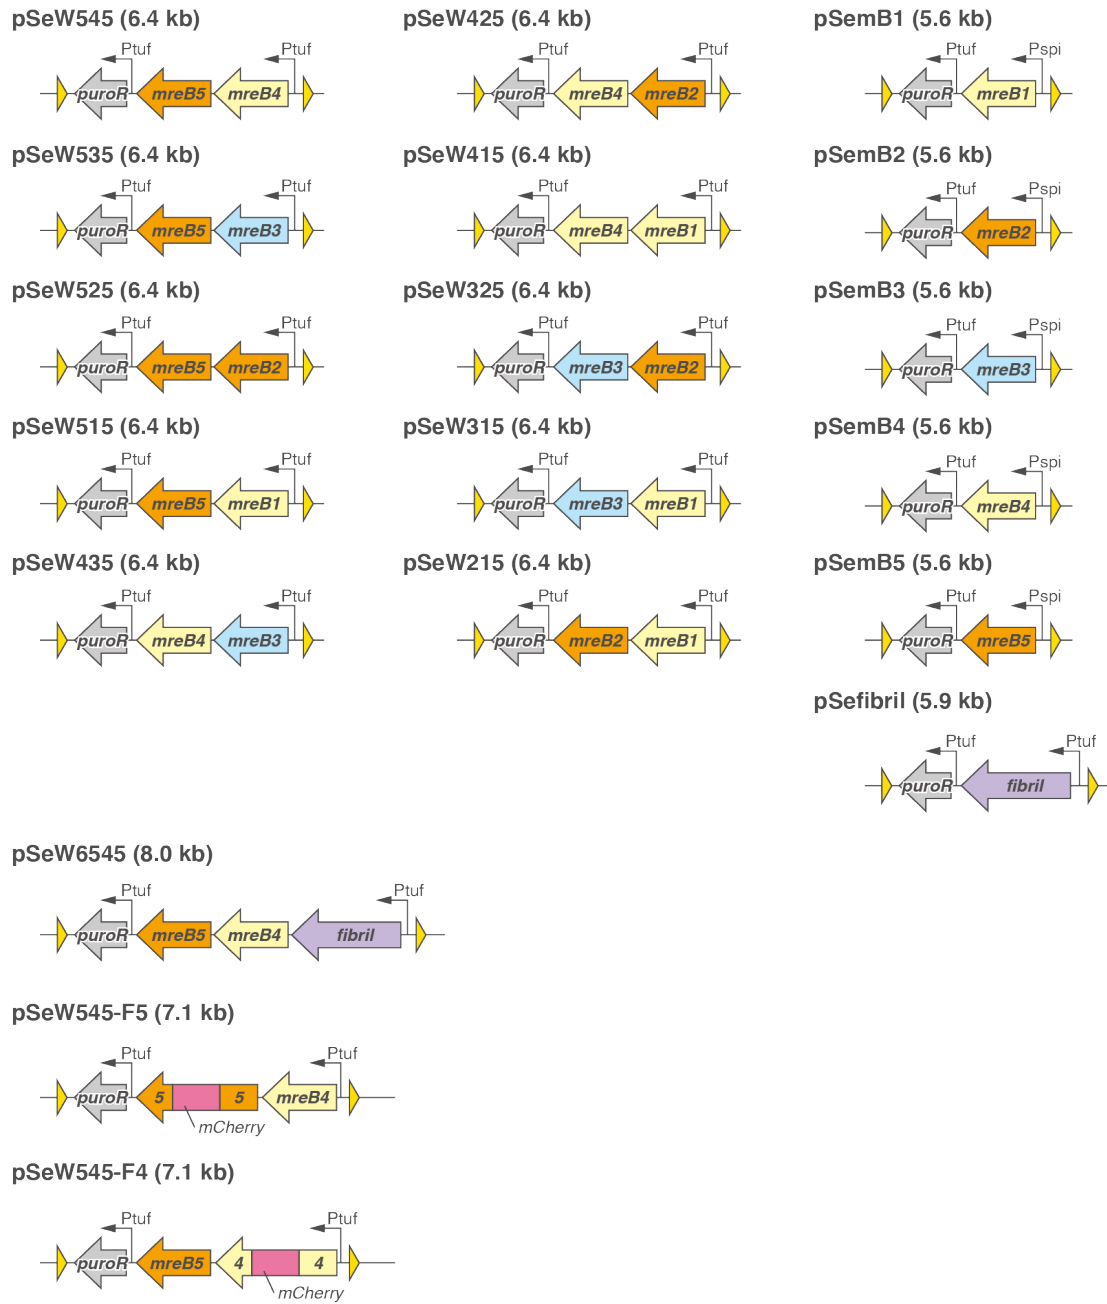 pSeW545 (6.4 kb)
Ptuf Ptuf
puroR mreB5 mreB4
pSeW535 (6.4 kb)
Ptuf Ptuf
puroR mreB5 mreB3
pSeW525 (6.4 kb)
Ptuf Ptuf
puroR mreB5 mreB2
pSeW515 (6.4 kb)
Ptuf Ptuf
puroR mreB5 mreB1
pSeW435 (6.4 kb)
Ptuf Ptuf
puroR mreB4 mreB3
pSeW425 (6.4 kb)
Ptuf Ptuf
puroR mreB4 mreB2
pSeW415 (6.4 kb)
Ptuf Ptuf
puroR mreB4 mreB1
pSeW325 (6.4 kb)
Ptuf Ptuf
puroR mreB3 mreB2
pSeW315 (6.4 kb)
Ptuf Ptuf
puroR mreB3 mreB1
pSeW215 (6.4 kb)
Ptuf Ptuf
puroR mreB2 mreB1
pSemB1 (5.6 kb)
Ptuf Pspi
puroR mreB1
pSemB2 (5.6 kb)
Ptuf Pspi
puroR mreB2
pSemB3 (5.6 kb)
Ptuf Pspi
puroR mreB3
pSemB4 (5.6 kb)
Ptuf Pspi
puroR mreB4
pSemB5 (5.6 kb)
Ptuf Pspi
puroR mreB5
pSefibril (5.9 kb)
Ptuf Ptuf
puroR fibril
pSeW6545 (8.0 kb)
Ptuf Ptuf
puroR mreB5 mreB4 fibril
pSeW545-F5 (7.1 kb)
Ptuf Ptuf
puroR 5 5 mreB4
mCherry
pSeW545-F4 (7.1 kb)
Ptuf Ptuf
puroR mreB5 4 4
mCherry